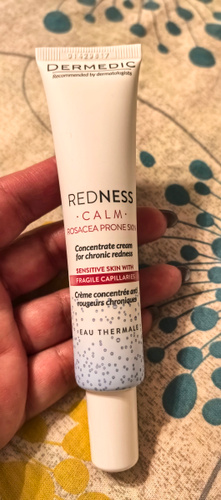 DERMEDIC
Recommended by dermatologists
REDNESS
• CALM •
ROSACEA PRONE SKIN
Concentrate cream
for chronic redness
SENSITIVE SKIN WITH
FRAGILE CAPILLARIES
Crème concentrée anti
rougeurs chroniques
EAU THERMALE